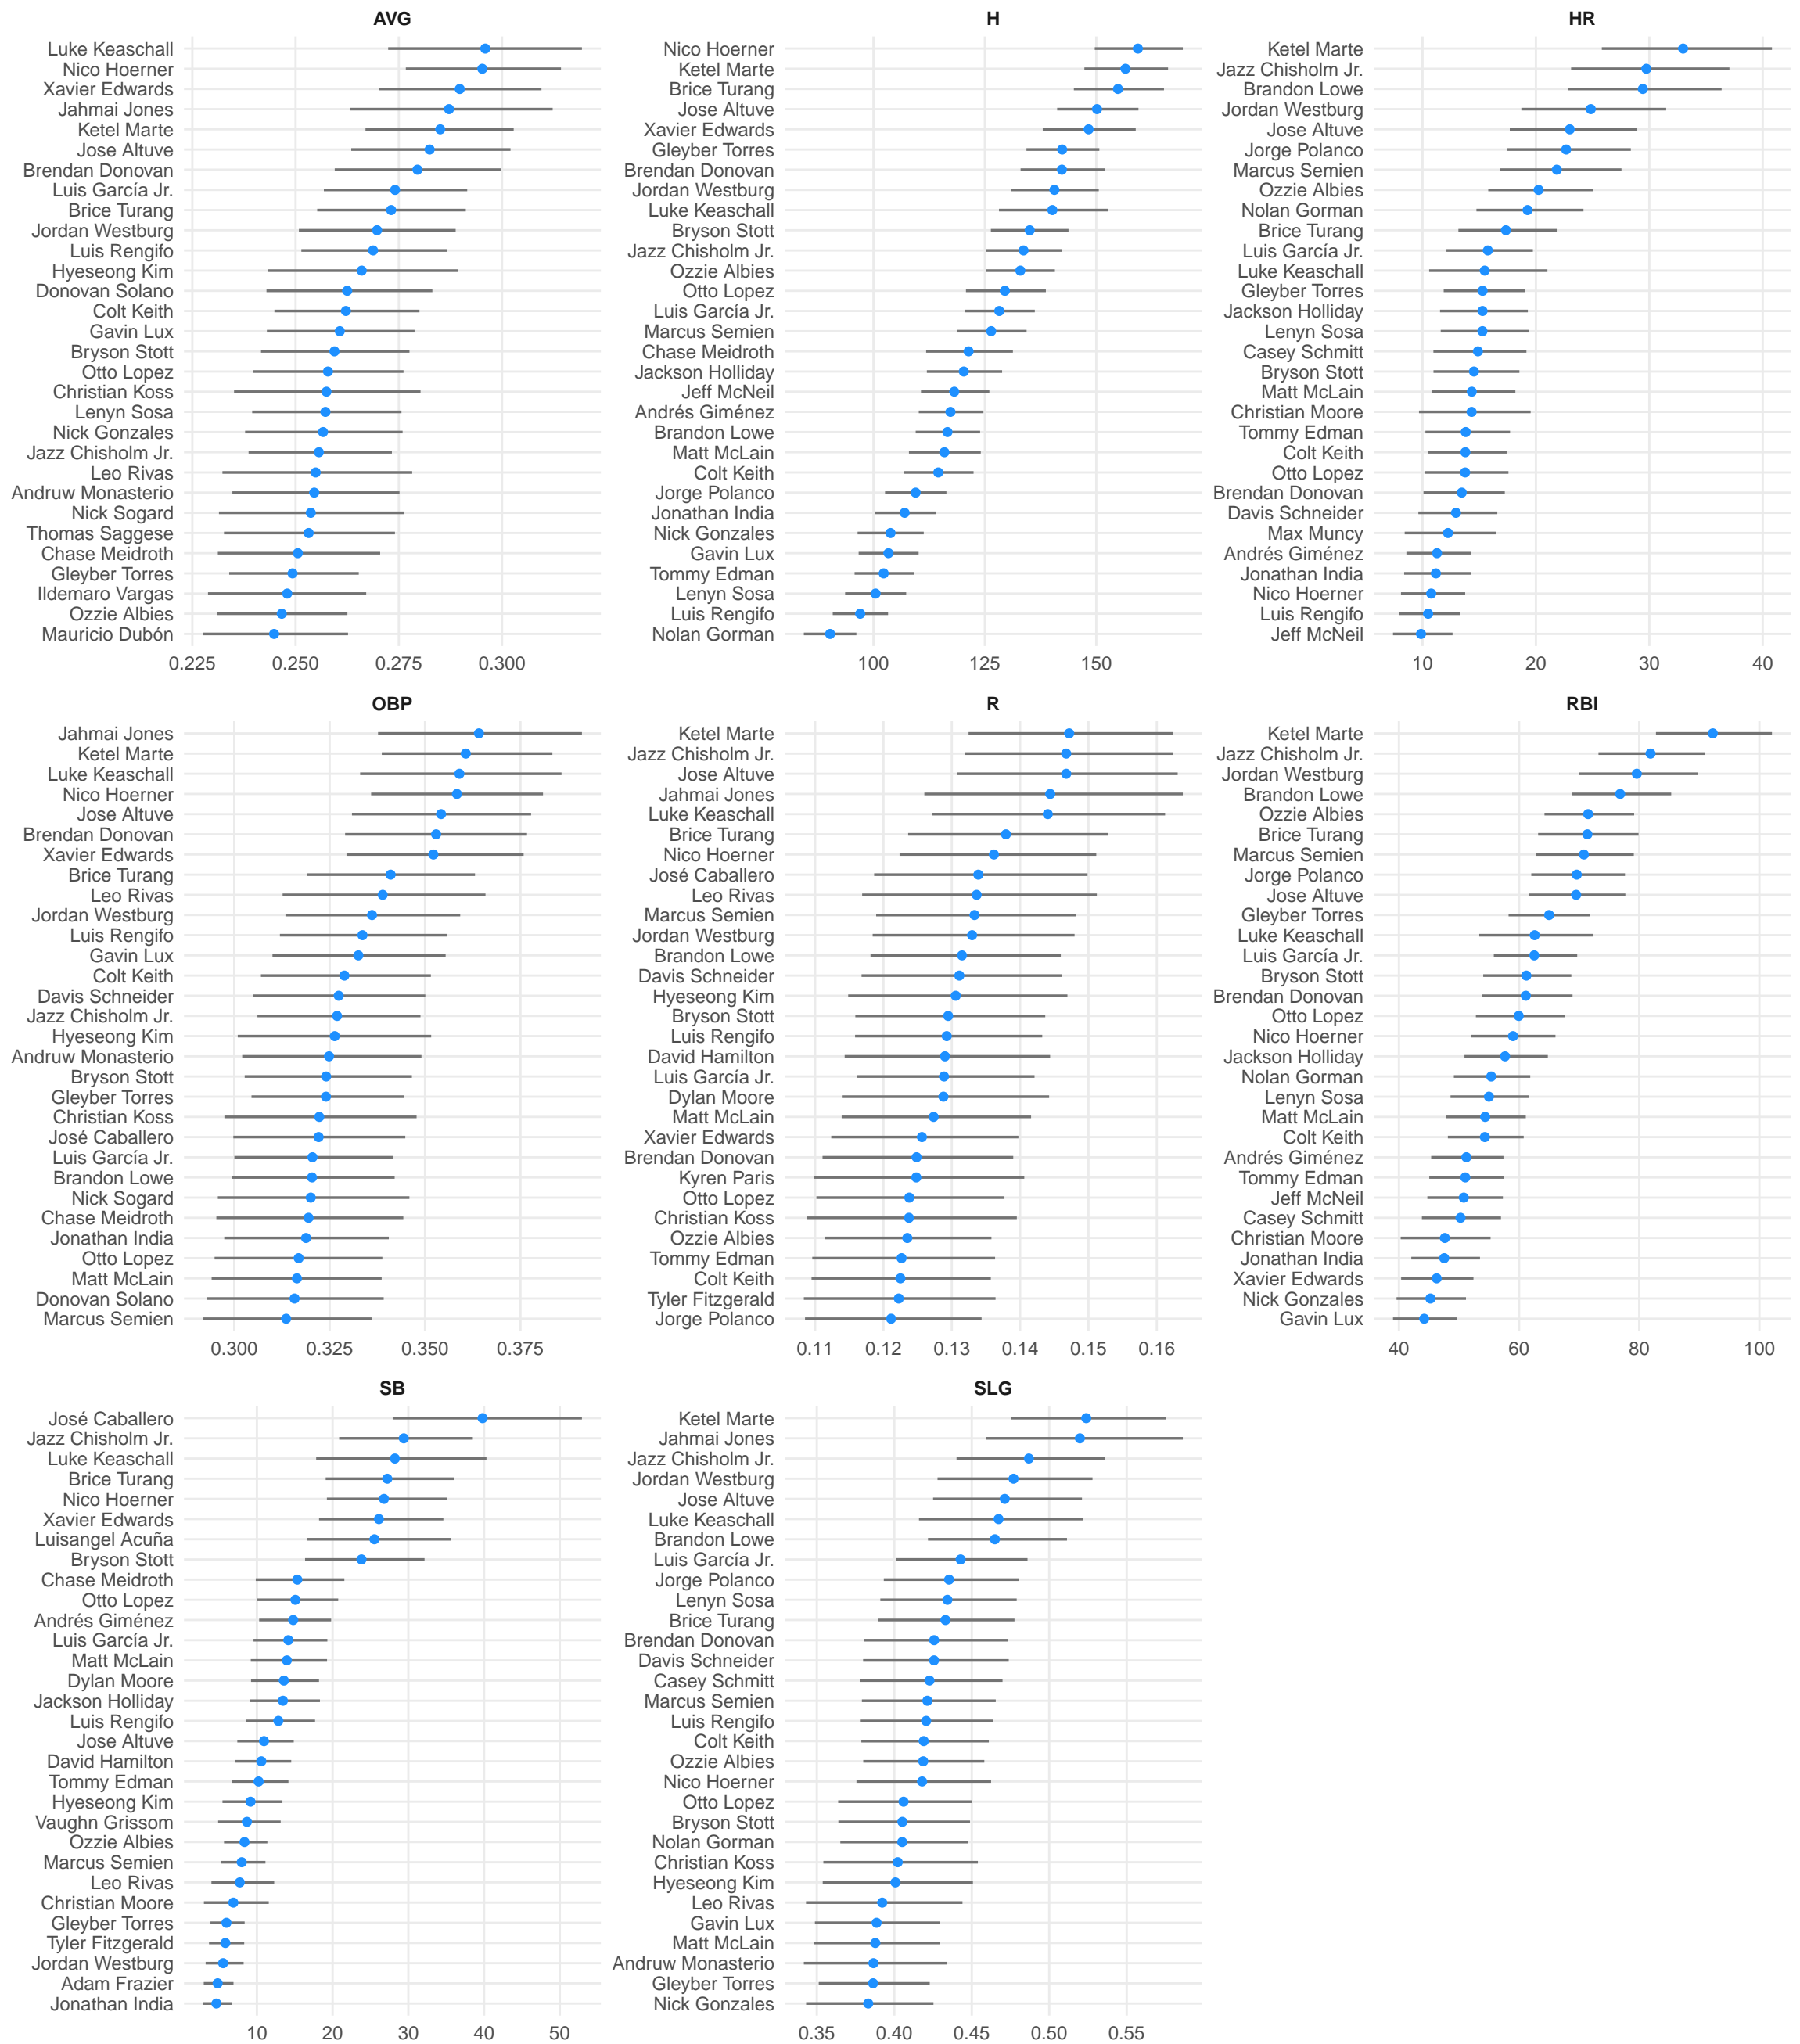 AVG
Luke Keaschall
Nico Hoerner
Xavier Edwards
Jahmai Jones
Ketel Marte
Jose Altuve
Brendan Donovan
Luis García Jr.
Brice Turang
Jordan Westburg
Luis Rengifo
Hyeseong Kim
Donovan Solano
Colt Keith
Gavin Lux
Bryson Stott
Otto Lopez
Christian Koss
Lenyn Sosa
Nick Gonzales
Jazz Chisholm Jr.
Leo Rivas
Andruw Monasterio
Nick Sogard
Thomas Saggese
Chase Meidroth
Gleyber Torres
Ildemaro Vargas
Ozzie Albies
Mauricio Dubón
0.225 0.250 0.275 0.300
H
Nico Hoerner
Ketel Marte
Brice Turang
Jose Altuve
Xavier Edwards
Gleyber Torres
Brendan Donovan
Jordan Westburg
Luke Keaschall
Bryson Stott
Jazz Chisholm Jr.
Ozzie Albies
Otto Lopez
Luis García Jr.
Marcus Semien
Chase Meidroth
Jackson Holliday
Jeff McNeil
Andrés Giménez
Brandon Lowe
Matt McLain
Colt Keith
Jorge Polanco
Jonathan India
Nick Gonzales
Gavin Lux
Tommy Edman
Lenyn Sosa
Luis Rengifo
Nolan Gorman
100 125 150
HR
Ketel Marte
Jazz Chisholm Jr.
Brandon Lowe
Jordan Westburg
Jose Altuve
Jorge Polanco
Marcus Semien
Ozzie Albies
Nolan Gorman
Brice Turang
Luis García Jr.
Luke Keaschall
Gleyber Torres
Jackson Holliday
Lenyn Sosa
Casey Schmitt
Bryson Stott
Matt McLain
Christian Moore
Tommy Edman
Colt Keith
Otto Lopez
Brendan Donovan
Davis Schneider
Max Muncy
Andrés Giménez
Jonathan India
Nico Hoerner
Luis Rengifo
Jeff McNeil
10 20 30 40
OBP
Jahmai Jones
Ketel Marte
Luke Keaschall
Nico Hoerner
Jose Altuve
Brendan Donovan
Xavier Edwards
Brice Turang
Leo Rivas
Jordan Westburg
Luis Rengifo
Gavin Lux
Colt Keith
Davis Schneider
Jazz Chisholm Jr.
Hyeseong Kim
Andruw Monasterio
Bryson Stott
Gleyber Torres
Christian Koss
José Caballero
Luis García Jr.
Brandon Lowe
Nick Sogard
Chase Meidroth
Jonathan India
Otto Lopez
Matt McLain
Donovan Solano
Marcus Semien
0.300 0.325 0.350 0.375
R
Ketel Marte
Jazz Chisholm Jr.
Jose Altuve
Jahmai Jones
Luke Keaschall
Brice Turang
Nico Hoerner
José Caballero
Leo Rivas
Marcus Semien
Jordan Westburg
Brandon Lowe
Davis Schneider
Hyeseong Kim
Bryson Stott
Luis Rengifo
David Hamilton
Luis García Jr.
Dylan Moore
Matt McLain
Xavier Edwards
Brendan Donovan
Kyren Paris
Otto Lopez
Christian Koss
Ozzie Albies
Tommy Edman
Colt Keith
Tyler Fitzgerald
Jorge Polanco
0.11 0.12 0.13 0.14 0.15 0.16
RBI
Ketel Marte
Jazz Chisholm Jr.
Jordan Westburg
Brandon Lowe
Ozzie Albies
Brice Turang
Marcus Semien
Jorge Polanco
Jose Altuve
Gleyber Torres
Luke Keaschall
Luis García Jr.
Bryson Stott
Brendan Donovan
Otto Lopez
Nico Hoerner
Jackson Holliday
Nolan Gorman
Lenyn Sosa
Matt McLain
Colt Keith
Andrés Giménez
Tommy Edman
Jeff McNeil
Casey Schmitt
Christian Moore
Jonathan India
Xavier Edwards
Nick Gonzales
Gavin Lux
40 60 80 100
SB
José Caballero
Jazz Chisholm Jr.
Luke Keaschall
Brice Turang
Nico Hoerner
Xavier Edwards
Luisangel Acuña
Bryson Stott
Chase Meidroth
Otto Lopez
Andrés Giménez
Luis García Jr.
Matt McLain
Dylan Moore
Jackson Holliday
Luis Rengifo
Jose Altuve
David Hamilton
Tommy Edman
Hyeseong Kim
Vaughn Grissom
Ozzie Albies
Marcus Semien
Leo Rivas
Christian Moore
Gleyber Torres
Tyler Fitzgerald
Jordan Westburg
Adam Frazier
Jonathan India
10 20 30 40 50
SLG
Ketel Marte
Jahmai Jones
Jazz Chisholm Jr.
Jordan Westburg
Jose Altuve
Luke Keaschall
Brandon Lowe
Luis García Jr.
Jorge Polanco
Lenyn Sosa
Brice Turang
Brendan Donovan
Davis Schneider
Casey Schmitt
Marcus Semien
Luis Rengifo
Colt Keith
Ozzie Albies
Nico Hoerner
Otto Lopez
Bryson Stott
Nolan Gorman
Christian Koss
Hyeseong Kim
Leo Rivas
Gavin Lux
Matt McLain
Andruw Monasterio
Gleyber Torres
Nick Gonzales
0.35 0.40 0.45 0.50 0.55